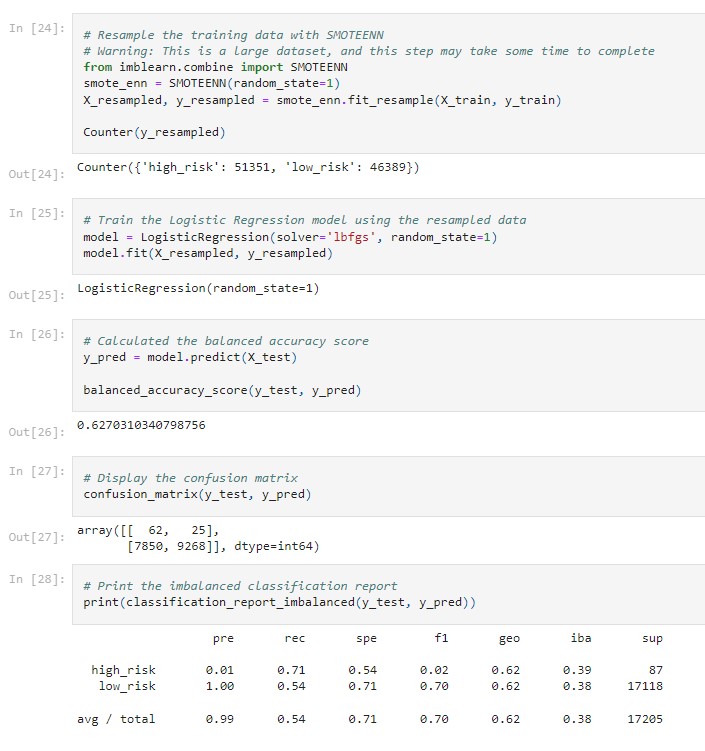 In [24]:
# Resample the training data with SMOTEENN
# Warning: This is a large dataset, and this step may take some time to complete
from imblearn.combine import SMOTEENN
smote_enn = SMOTEENN(random_state=1)
X_resampled, y_resampled = smote_enn.fit_resample(X_train, y_train)
Counter(y_resampled)
Out[24]:
Counter({'high_risk': 51351, 'low_risk': 46389})
In [25]:
# Train the Logistic Regression model using the resampled data
model = LogisticRegression(solver='lbfgs', random_state=1)
model.fit(X_resampled, y_resampled)
Out[25]:
LogisticRegression(random_state=1)
In [26]:
# Calculated the balanced accuracy score
y_pred = model.predict(X_test)
balanced_accuracy_score(y_test, y_pred)
Out[26]:
0.6270310340798756
In [27]:
# Display the confusion matrix
confusion_matrix(y_test, y_pred)
Out[27]:
array([[  62,   25],
       [7850, 9268]], dtype=int64)
In [28]:
# Print the imbalanced classification report
print(classification_report_imbalanced(y_test, y_pred))
pre rec spe f1 geo iba sup
high_risk 0.01 0.71 0.54 0.02 0.62 0.39 87
low_risk 1.00 0.54 0.71 0.70 0.62 0.38 17118
avg / total 0.99 0.54 0.71 0.70 0.62 0.38 17205